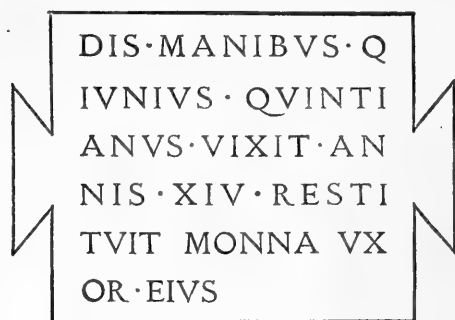 DIS·MANIBVS·Q
IVNIVS·QVINTI
ANVS·VIXIT·AN
NIS·XIV·RESTI
TVIT MONNA VX
OR·EIVS